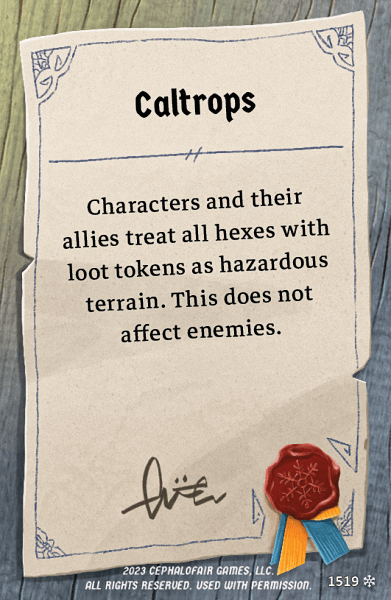 Caltrops
Characters and their
allies treat all hexes with
loot tokens as hazardous
terrain. This does not
affect enemies.
2023 CEPHALOFAIR GAMES, LLC.
ALL RIGHTS RESERVED. USED WITH PERMISSION.
1519